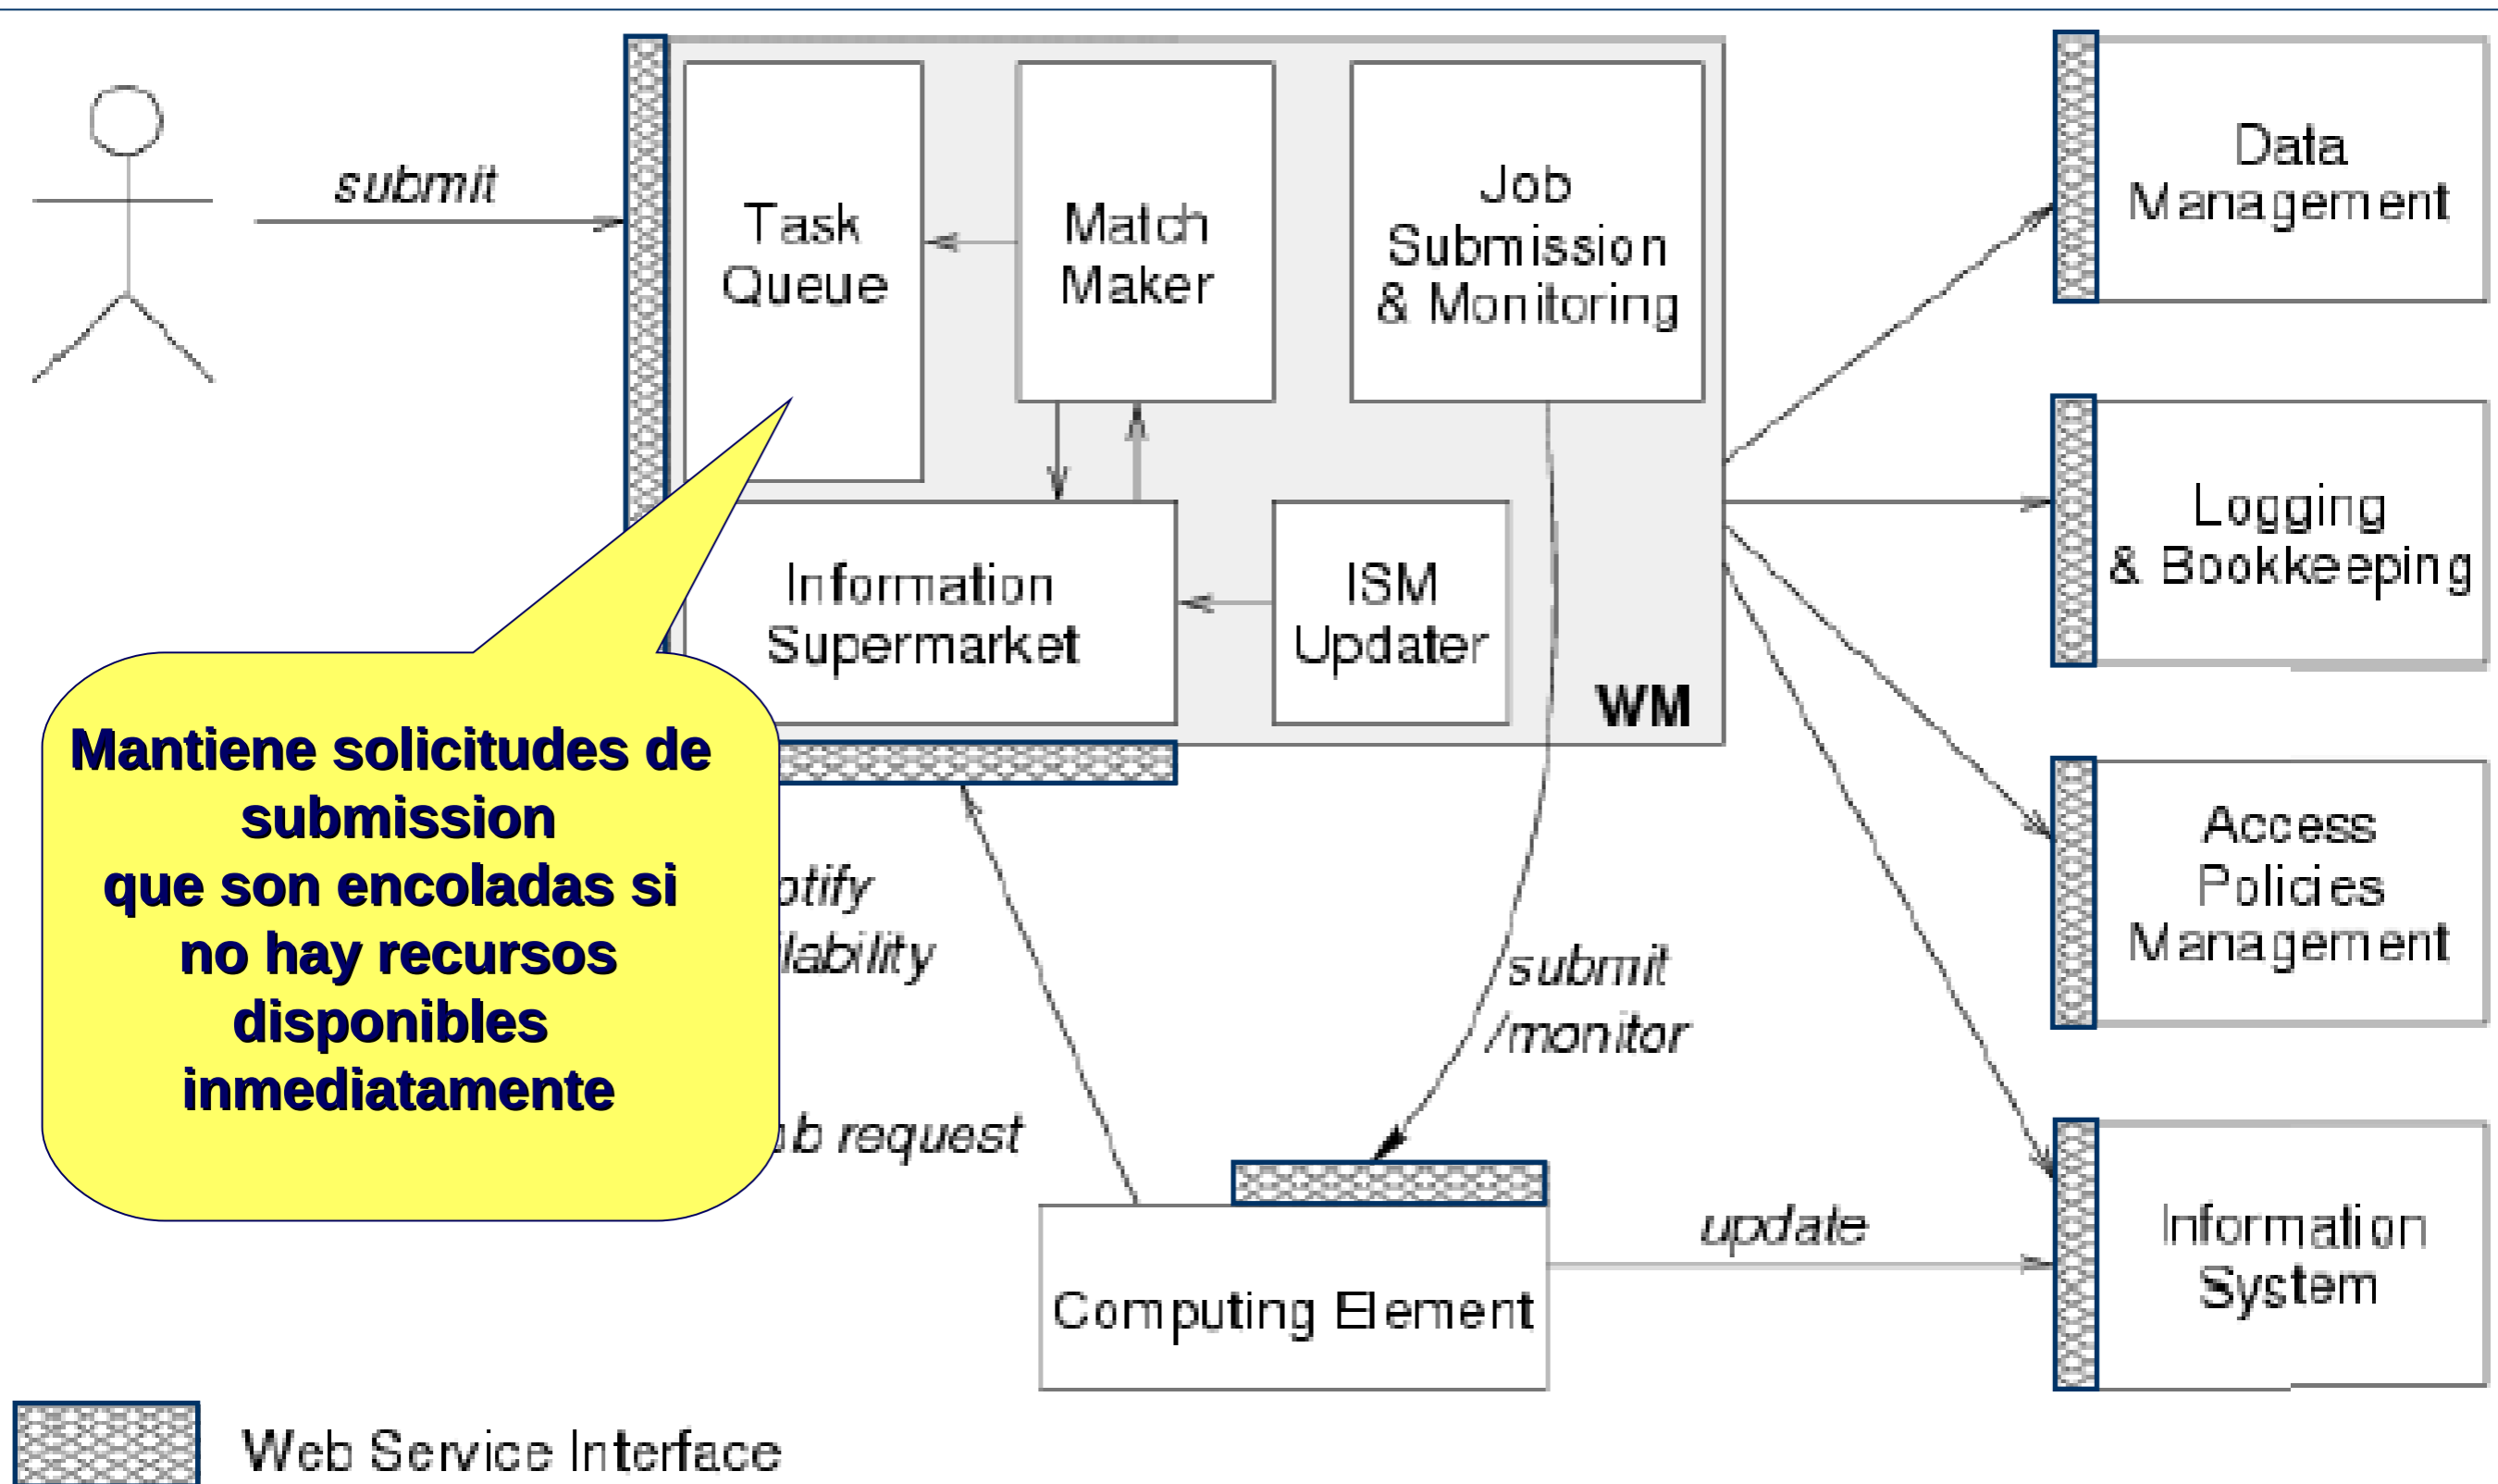 submit
Task
Queue
Match
Maker
Job
Submission
& Monitoring
Data
Management
Information
Supermarket
ISM
Updater
WM
Logging
& Bookkeeping
Mantiene solicitudes de
submission
que son encoladas si
no hay recursos
disponibles
inmediatamente
request
submit
/monitor
Access
Policies
Management
Computing Element
update
Information
System
Web Service Interface